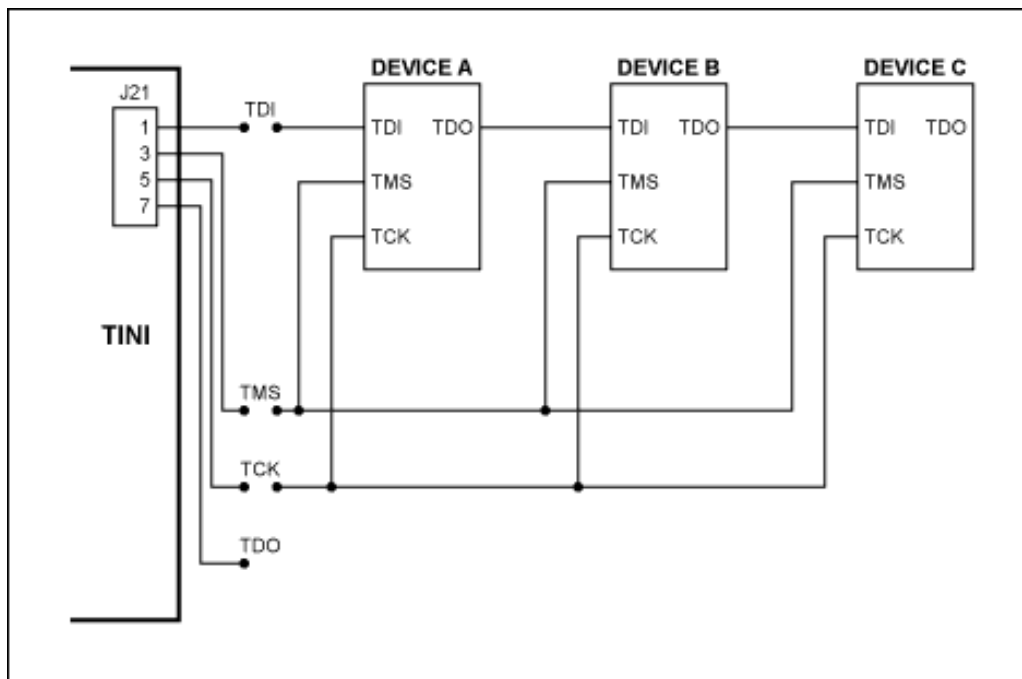 DEVICE A DEVICE B DEVICE C
J21
TDI
1
3
5
7
TDI TDO TDI TDO TDI TDO
TMS TMS TMS
TCK TCK TCK
TINI
TMS
TCK
TDO